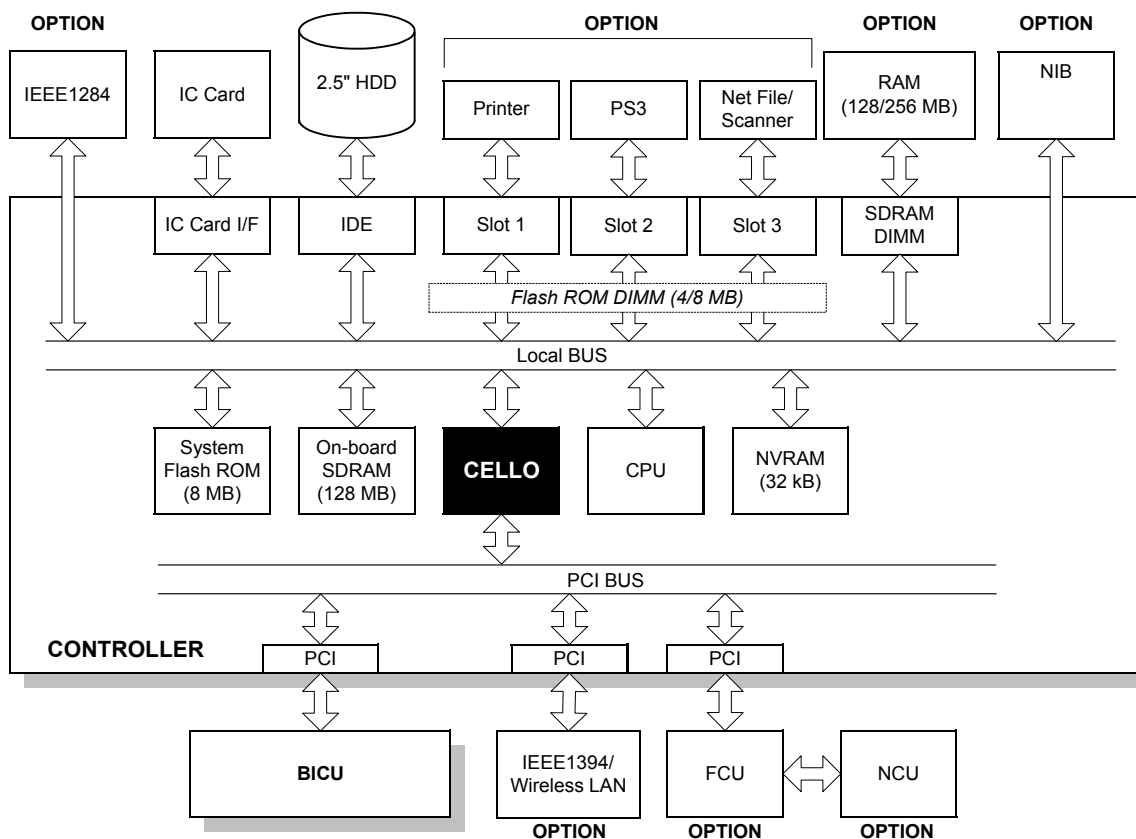 OPTION
OPTION
OPTION
OPTION
IEEE1284
IC Card
2.5" HDD
Printer
PS3
Net File/
Scanner
RAM
(128/256 MB)
NIB
IC Card I/F
IDE
Slot 1
Slot 2
Slot 3
SDRAM
DIMM
Flash ROM DIMM (4/8 MB)
Local BUS
System
Flash ROM
(8 MB)
On-board
SDRAM
(128 MB)
CELLO
CPU
NVRAM
(32 kB)
PCI BUS
CONTROLLER
PCI
PCI
PCI
BICU
IEEE1394/
Wireless LAN
FCU
NCU
OPTION
OPTION
OPTION